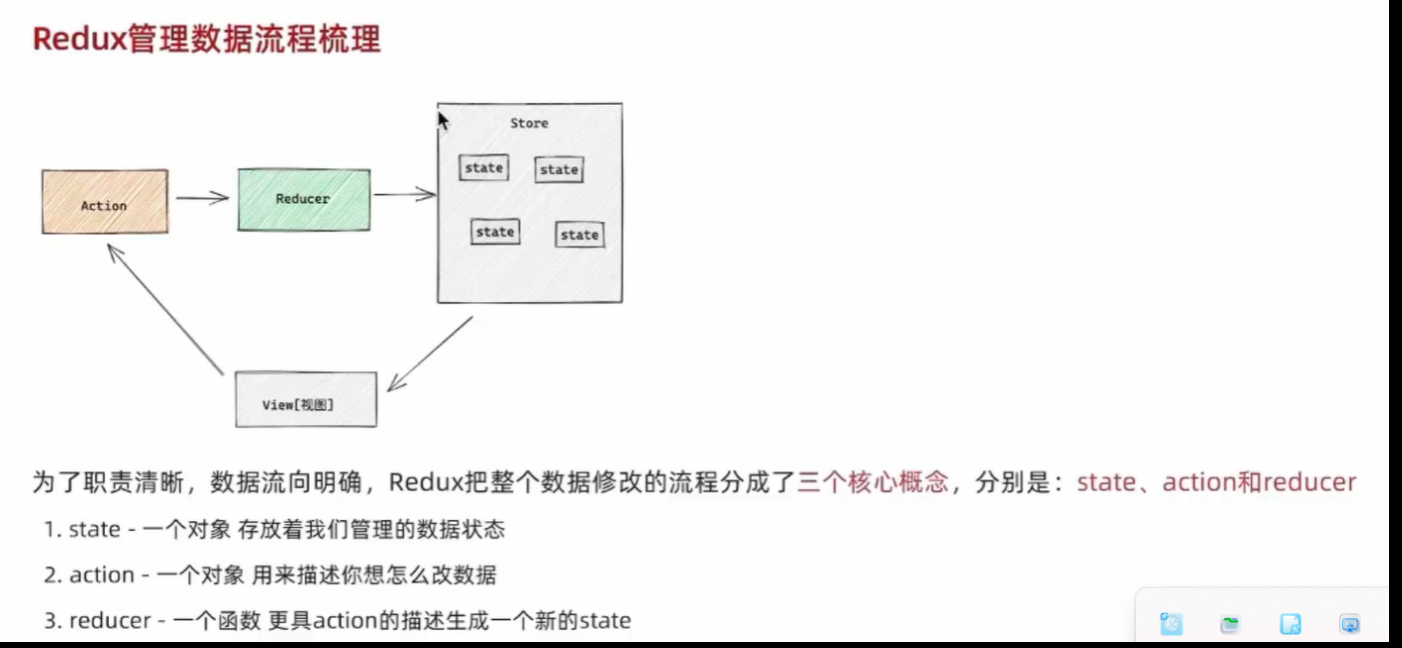 Redux管理数据流程梳理
Store
state
state
Action
Reducer
state
state
View[视图]
为了职责清晰，数据流向明确，Redux把整个数据修改的流程分成了三个核心概念，分别是：state、action和reducer
1. state - 一个对象 存放着我们管理的数据状态
2. action - 一个对象 用来描述你想怎么改数据
3. reducer - 一个函数 更具action的描述生成一个新的state